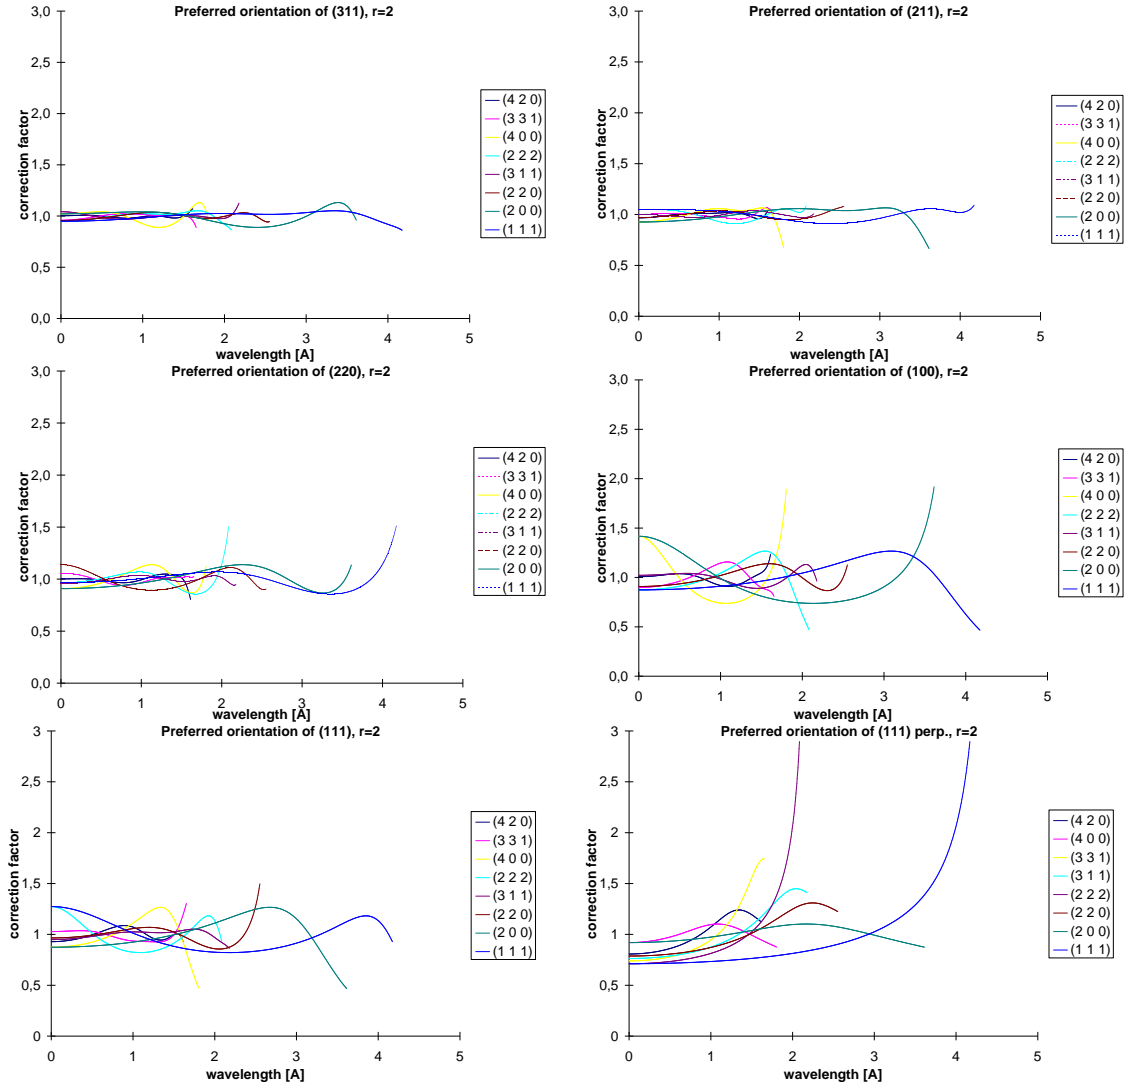 Preferred orientation of (311), r=2
3,0
2,5
2,0
1,5
1,0
0,5
0,0
correction factor
0 1 2 3 4 5
wavelength [A]
(4 2 0)
(3 3 1)
(4 0 0)
(2 2 2)
(3 1 1)
(2 2 0)
(2 0 0)
(1 1 1)
Preferred orientation of (211), r=2
3,0
2,5
2,0
1,5
1,0
0,5
0,0
correction factor
0 1 2 3 4 5
wavelength [A]
(4 2 0)
(3 3 1)
(4 0 0)
(2 2 2)
(3 1 1)
(2 2 0)
(2 0 0)
(1 1 1)
Preferred orientation of (220), r=2
3,0
2,5
2,0
1,5
1,0
0,5
0,0
correction factor
0 1 2 3 4 5
wavelength [A]
(4 2 0)
(3 3 1)
(4 0 0)
(2 2 2)
(3 1 1)
(2 2 0)
(2 0 0)
(1 1 1)
Preferred orientation of (100), r=2
3,0
2,5
2,0
1,5
1,0
0,5
0,0
correction factor
0 1 2 3 4 5
wavelength [A]
(4 2 0)
(3 3 1)
(4 0 0)
(2 2 2)
(3 1 1)
(2 2 0)
(2 0 0)
(1 1 1)
Preferred orientation of (111), r=2
3
2,5
2
1,5
1
0,5
0
correction factor
0 1 2 3 4 5
wavelength [A]
(4 2 0)
(3 3 1)
(4 0 0)
(2 2 2)
(3 1 1)
(2 2 0)
(2 0 0)
(1 1 1)
Preferred orientation of (111) perp., r=2
3
2,5
2
1,5
1
0,5
0
correction factor
0 1 2 3 4 5
wavelength [A]
(4 2 0)
(4 0 0)
(3 3 1)
(3 1 1)
(2 2 2)
(2 2 0)
(2 0 0)
(1 1 1)